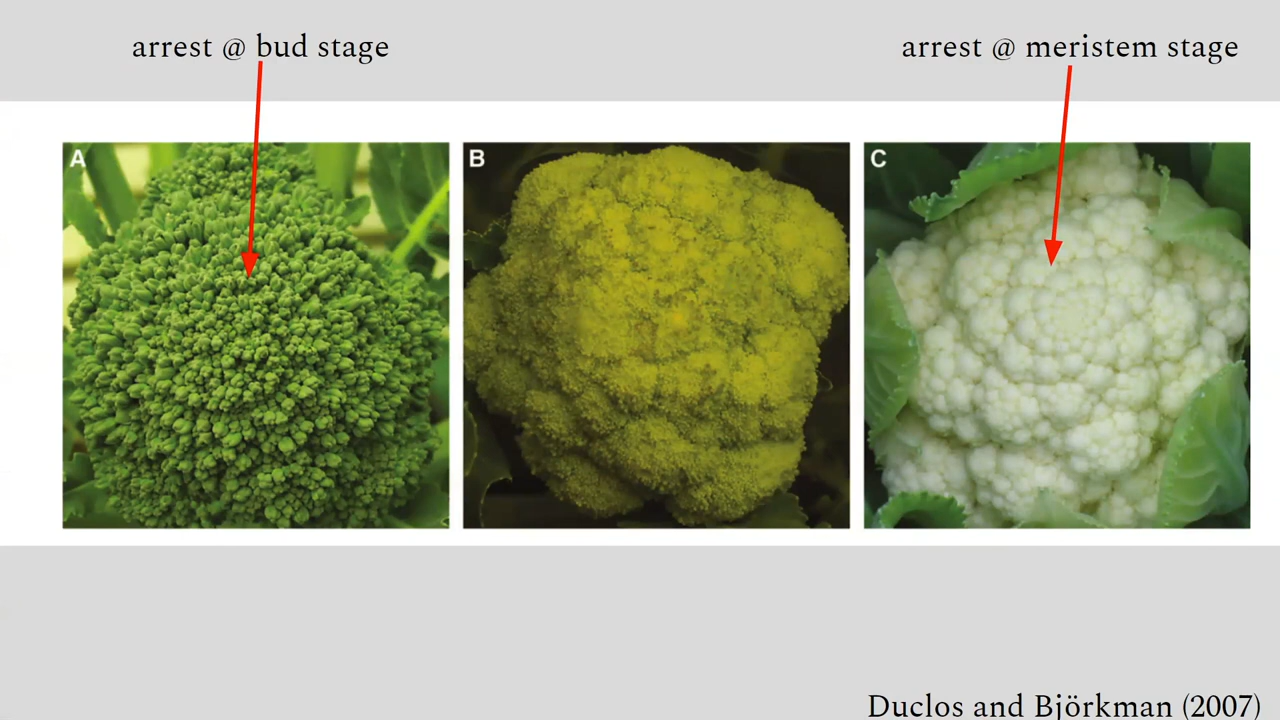 arrest @ bud stage
arrest @ meristem stage
A
B
C
Duclos and Björkman (2007)